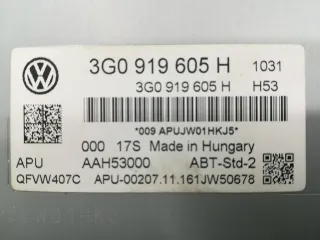 3G0 919 605 H 1031
3G0 919 605 H H53
*009 APUJW01HKJ5*
000 17S Made in Hungary
APU AAH53000 ABT-Std-2
QFVW407C APU-00207.11.161JW50678